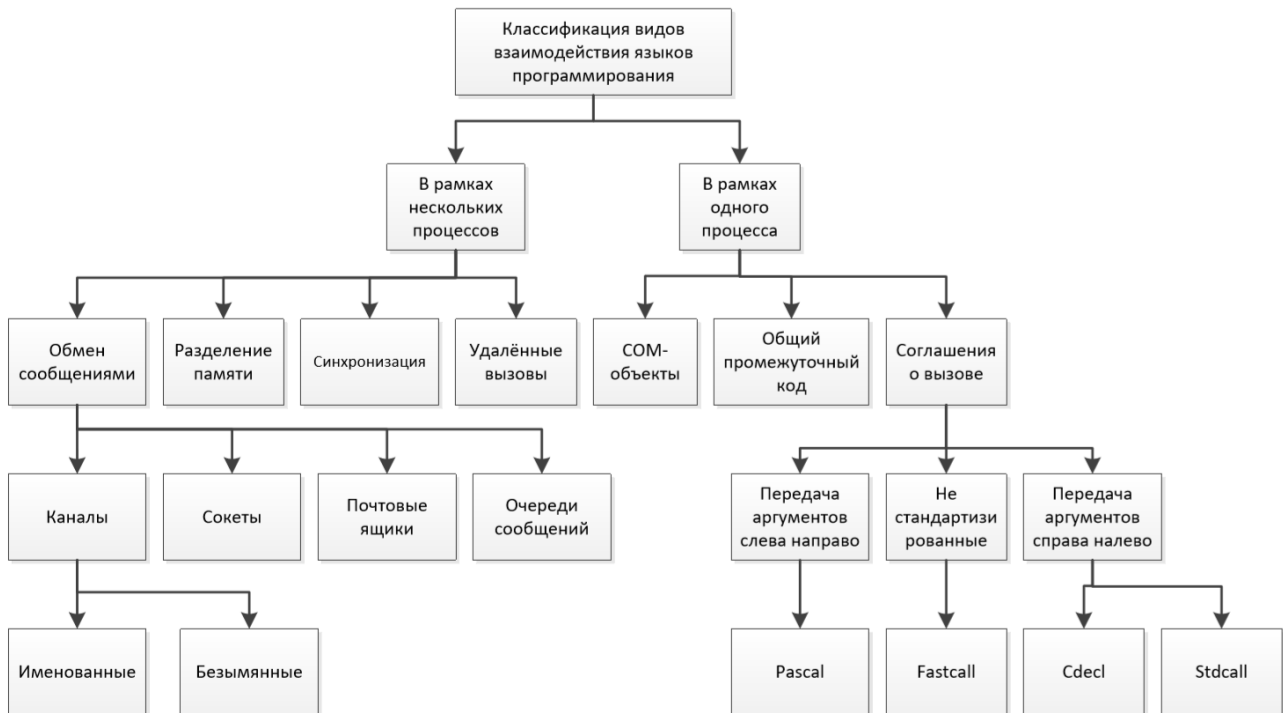 Классификация видов
взаимодействия языков
программирования
В рамках
нескольких
процессов
В рамках
одного
процесса
Обмен
сообщениями
Разделение
памяти
Синхронизация
Удалённые
вызовы
COM-
объекты
Общий
промежуточный
код
Соглашения
о вызове
Каналы
Сокеты
Почтовые
ящики
Очереди
сообщений
Передача
аргументов
слева направо
Не
стандартизи
рованные
Передача
аргументов
справа налево
Именованные
Безымянные
Pascal
Fastcall
Cdecl
Stdcall